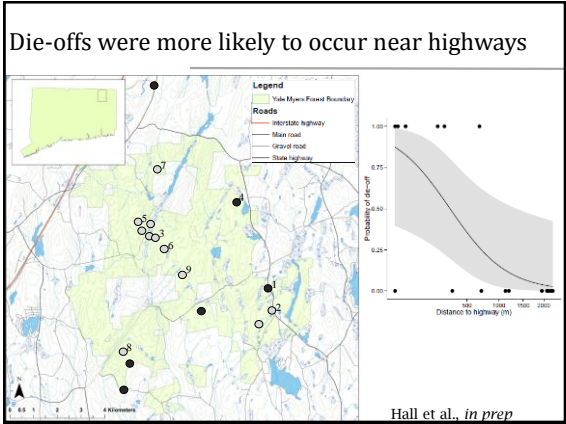 Die-offs were more likely to occur near highways
Legend
Yale Myers Forest Boundary
Roads
Interstate highway
Main road
Gravel road
State highway
7
4
5
3
6
9
1
2
8
N
0 0.5 1 2 3 4 Kilometers
Probability of die-off
1.00
0.75
0.50
0.25
0.00
500 1000 1500 2000
Distance to highway (m)
Hall et al., in prep